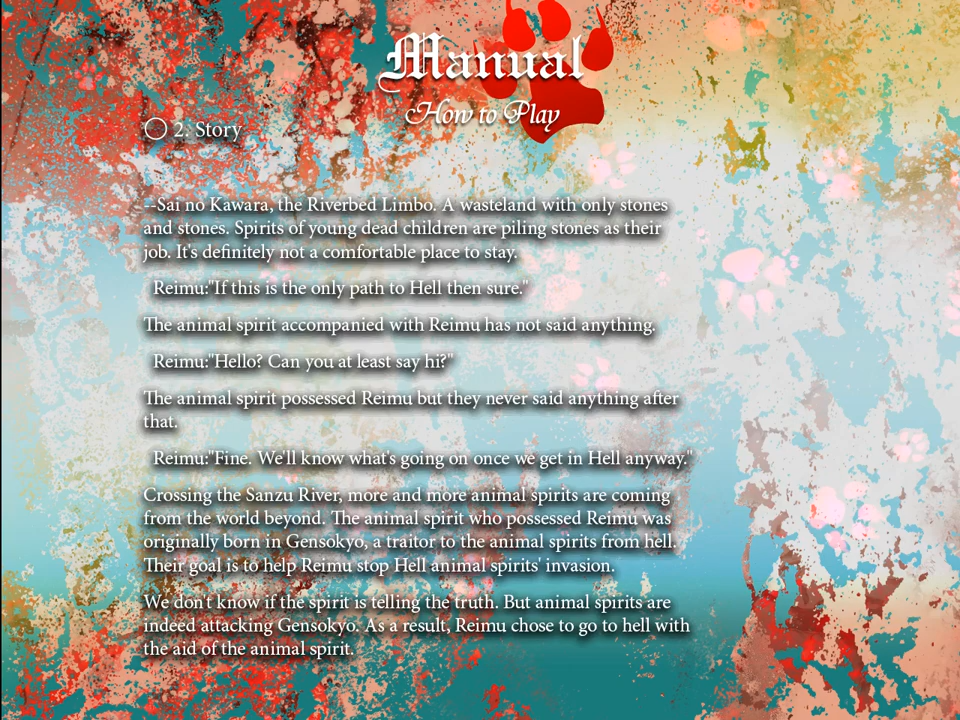 Manual
How to Play
○ 2. Story
--Sai no Kawara, the Riverbed Limbo. A wasteland with only stones
and stones. Spirits of young dead children are piling stones as their
job. It's definitely not a comfortable place to stay.
Reimu:"If this is the only path to Hell then sure."
The animal spirit accompanied with Reimu has not said anything.
Reimu:"Hello? Can you at least say hi?"
The animal spirit possessed Reimu but they never said anything after
that.
Reimu:"Fine. We'll know what's going on once we get in Hell anyway."
Crossing the Sanzu River, more and more animal spirits are coming
from the world beyond. The animal spirit who possessed Reimu was
originally born in Gensokyo, a traitor to the animal spirits from hell.
Their goal is to help Reimu stop Hell animal spirits' invasion.
We don't know if the spirit is telling the truth. But animal spirits are
indeed attacking Gensokyo. As a result, Reimu chose to go to hell with
the aid of the animal spirit.